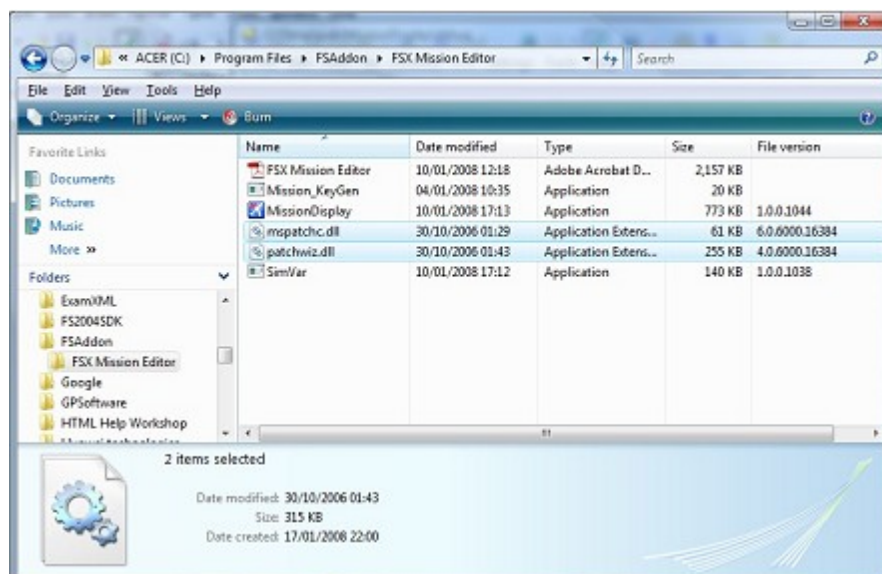 « ACER (C:) ▸ Program Files ▸ FSAddon ▸ FSX Mission Editor
Search
File Edit View Tools Help
Organize Views Burn
Favorite Links
Documents
Pictures
Music
More »
Folders
ExamXML
FS2004SDK
FSAddon
FSX Mission Editor
Google
GPSoftware
HTML Help Workshop
Name Date modified Type Size File version
FSX Mission Editor 10/01/2008 12:18 Adobe Acrobat D... 2,157 KB
Mission_KeyGen 04/01/2008 10:35 Application 20 KB
MissionDisplay 10/01/2008 17:13 Application 773 KB 1.0.0.1044
mspatchc.dll 30/10/2006 01:29 Application Extens... 61 KB 6.0.6000.16384
patchwiz.dll 30/10/2006 01:43 Application Extens... 255 KB 4.0.6000.16384
SimVar 10/01/2008 17:12 Application 140 KB 1.0.0.1038
2 items selected
Date modified: 30/10/2006 01:43
Size: 315 KB
Date created: 17/01/2008 22:00